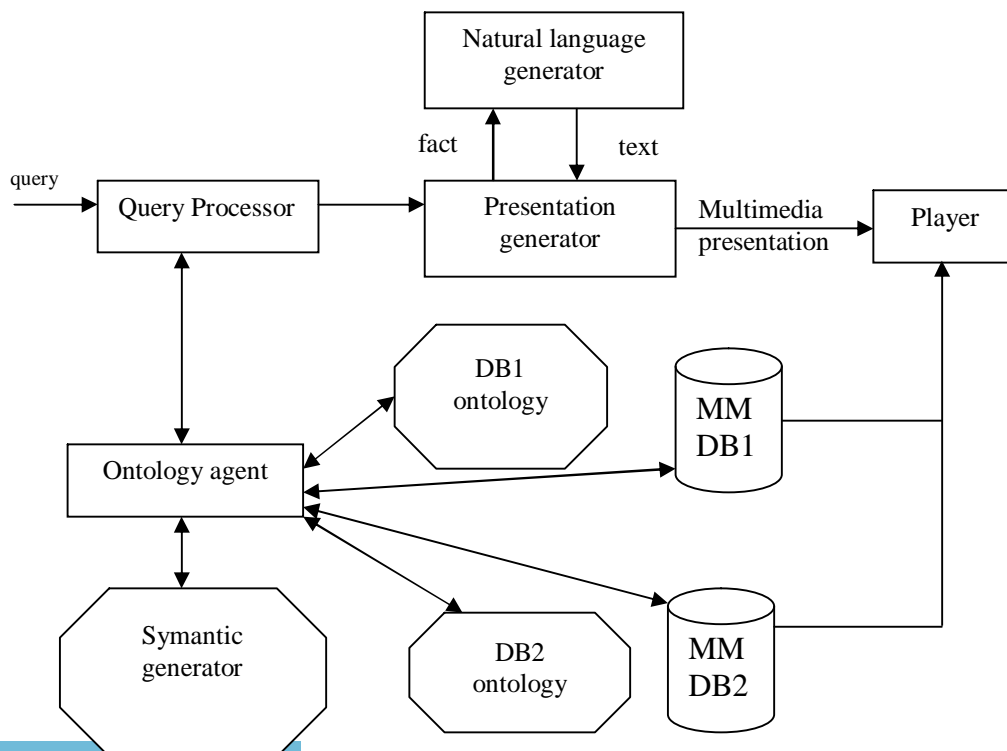 Natural language
generator
fact
text
query
Query Processor
Presentation
generator
Multimedia
presentation
Player
DB1
ontology
MM
DB1
Ontology agent
Symantic
generator
DB2
ontology
MM
DB2